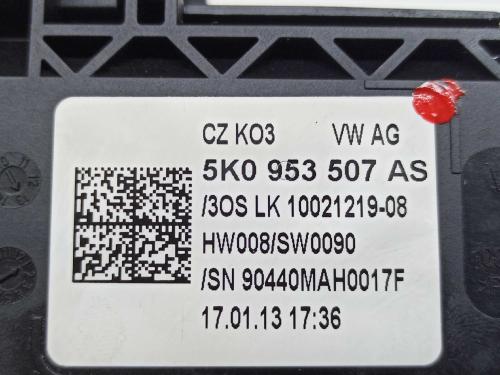 CZ KO3 VW AG
5K0 953 507 AS
/3OS LK 10021219-08
HW008/SW0090
/SN 90440MAH0017F
17.01.13 17:36